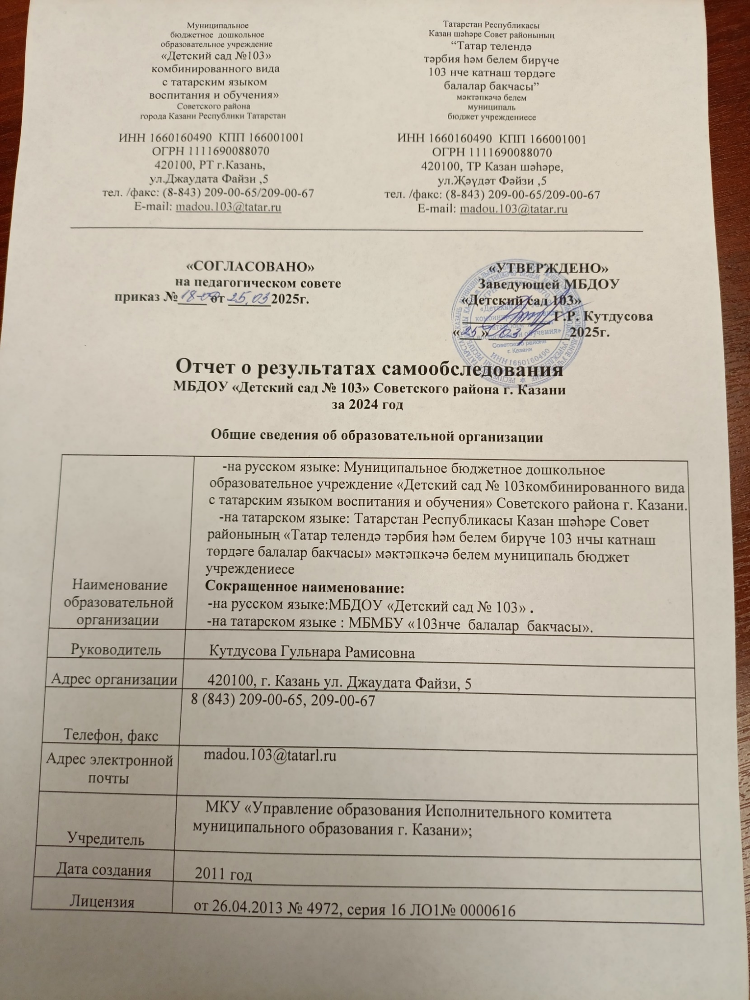 Муниципальное
бюджетное дошкольное
образовательное учреждение
«Детский сад №103»
комбинированного вида
с татарским языком
воспитания и обучения»
Советского района
города Казани Республики Татарстан
ИНН 1660160490 КПП 166001001
ОГРН 1111690088070
420100, РТ г.Казань,
ул.Джаудата Файзи ,5
тел. /факс: (8-843) 209-00-65/209-00-67
E-mail: madou.103@tatar.ru
Татарстан Республикасы
Казан шәһәре Совет районының
“Татар телендә
тәрбия һәм белем бирүче
103 нче катнаш төрдәге
балалар бакчасы”
мәктәпкәчә белем
муниципаль
бюджет учреждениесе
ИНН 1660160490 КПП 166001001
ОГРН 1111690088070
420100, ТР Казан шәһәре,
ул.Җәүдәт Фәйзи ,5
тел. /факс: (8-843) 209-00-65/209-00-67
E-mail: madou.103@tatar.ru
«СОГЛАСОВАНО»
на педагогическом совете
приказ № от 25.03 2025г.
«УТВЕРЖДЕНО»
Заведующей МБДОУ
«Детский сад 103»
Г.Р. Кутдусова
«25» 03 2025г.
воспитания и обучения»
Советского района
г. Казани
ИНН 1660160490
Отчет о результатах самообследования
МБДОУ «Детский сад № 103» Советского района г. Казани
за 2024 год
Общие сведения об образовательной организации
Наименование
образовательной
организации
-на русском языке: Муниципальное бюджетное дошкольное
образовательное учреждение «Детский сад № 103комбинированного вида
с татарским языком воспитания и обучения» Советского района г. Казани.
-на татарском языке: Татарстан Республикасы Казан шәһәре Совет
районының «Татар телендә тәрбия һәм белем бирүче 103 нчы катнаш
төрдәге балалар бакчасы» мәктәпкәчә белем муниципаль бюджет
учреждениесе
Сокращенное наименование:
-на русском языке:МБДОУ «Детский сад № 103» .
-на татарском языке : МБМБУ «103нче балалар бакчасы».
Руководитель
Кутдусова Гульнара Рамисовна
Адрес организации
420100, г. Казань ул. Джаудата Файзи, 5
Телефон, факс
8 (843) 209-00-65, 209-00-67
Адрес электронной
почты
madou.103@tatarl.ru
Учредитель
МКУ «Управление образования Исполнительного комитета
муниципального образования г. Казани»;
Дата создания
2011 год
Лицензия
от 26.04.2013 № 4972, серия 16 ЛО1№ 0000616